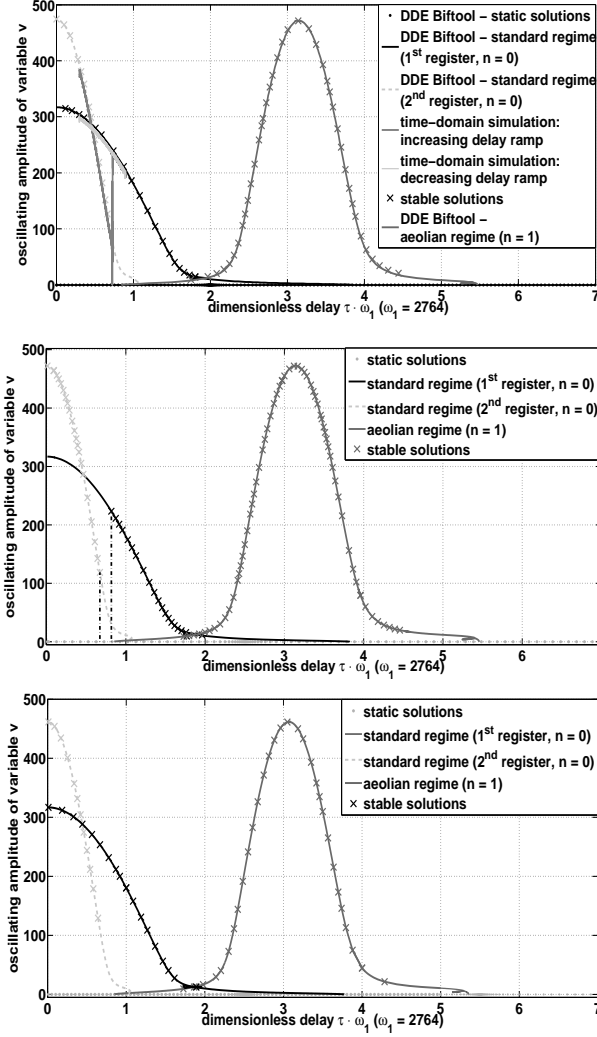 500
400
300
200
100
0
oscillating amplitude of variable v
0 1 2 3 4 5 6 7
dimensionless delay τ · ω1 (ω1 = 2764)
DDE Biftool − static solutions
DDE Biftool − standard regime
(1st register, n = 0)
DDE Biftool − standard regime
(2nd register, n = 0)
time−domain simulation:
increasing delay ramp
time−domain simulation:
decreasing delay ramp
stable solutions
DDE Biftool −
aeolian regime (n = 1)
500
400
300
200
100
0
oscillating amplitude of variable v
0 1 2 3 4 5 6 7
dimensionless delay τ · ω1 (ω1 = 2764)
static solutions
standard regime (1st register, n = 0)
standard regime (2nd register, n = 0)
aeolian regime (n = 1)
stable solutions
500
400
300
200
100
0
oscillating amplitude of variable v
0 1 2 3 4 5 6 7
dimensionless delay τ · ω1 (ω1 = 2764)
static solutions
standard regime (1st register, n = 0)
standard regime (2nd register, n = 0)
aeolian regime (n = 1)
stable solutions